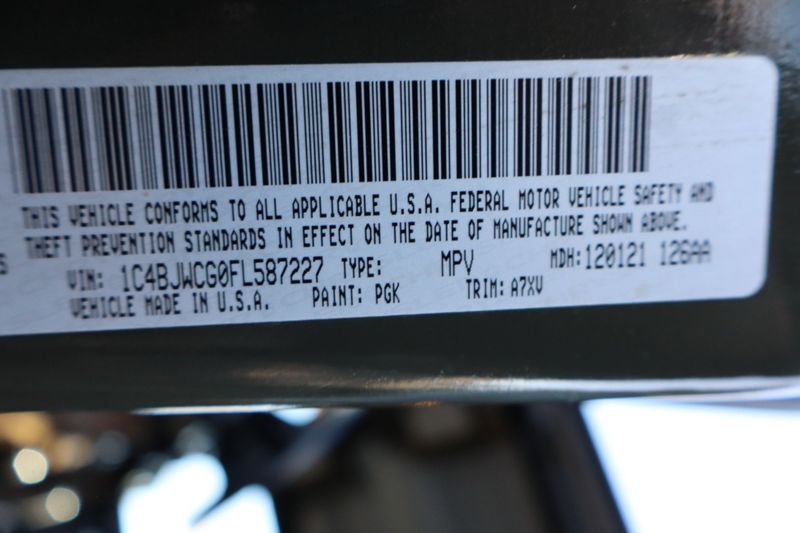 THIS VEHICLE CONFORMS TO ALL APPLICABLE U.S.A. FEDERAL MOTOR VEHICLE SAFETY AND
THEFT PREVENTION STANDARDS IN EFFECT ON THE DATE OF MANUFACTURE SHOWN ABOVE.
VIN: 1C4BJWCG0FL587227 TYPE: MPV MDH:120121 126AA
VEHICLE MADE IN U.S.A. PAINT: PGK TRIM: A7XV